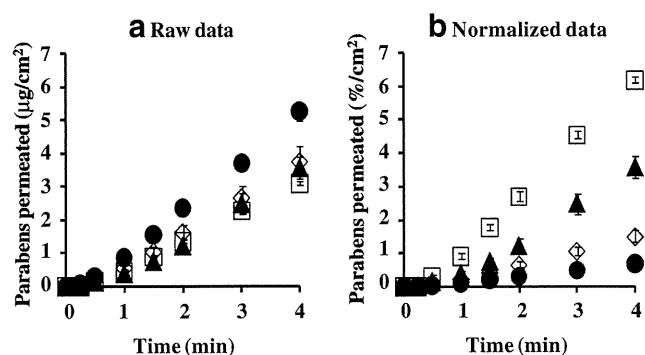 a Raw data
Parabens permeated (μg/cm²)
7
6
5
4
3
2
1
0
0 1 2 3 4
Time (min)
b Normalized data
Parabens permeated (%/cm²)
7
6
5
4
3
2
1
0
0 1 2 3 4
Time (min)